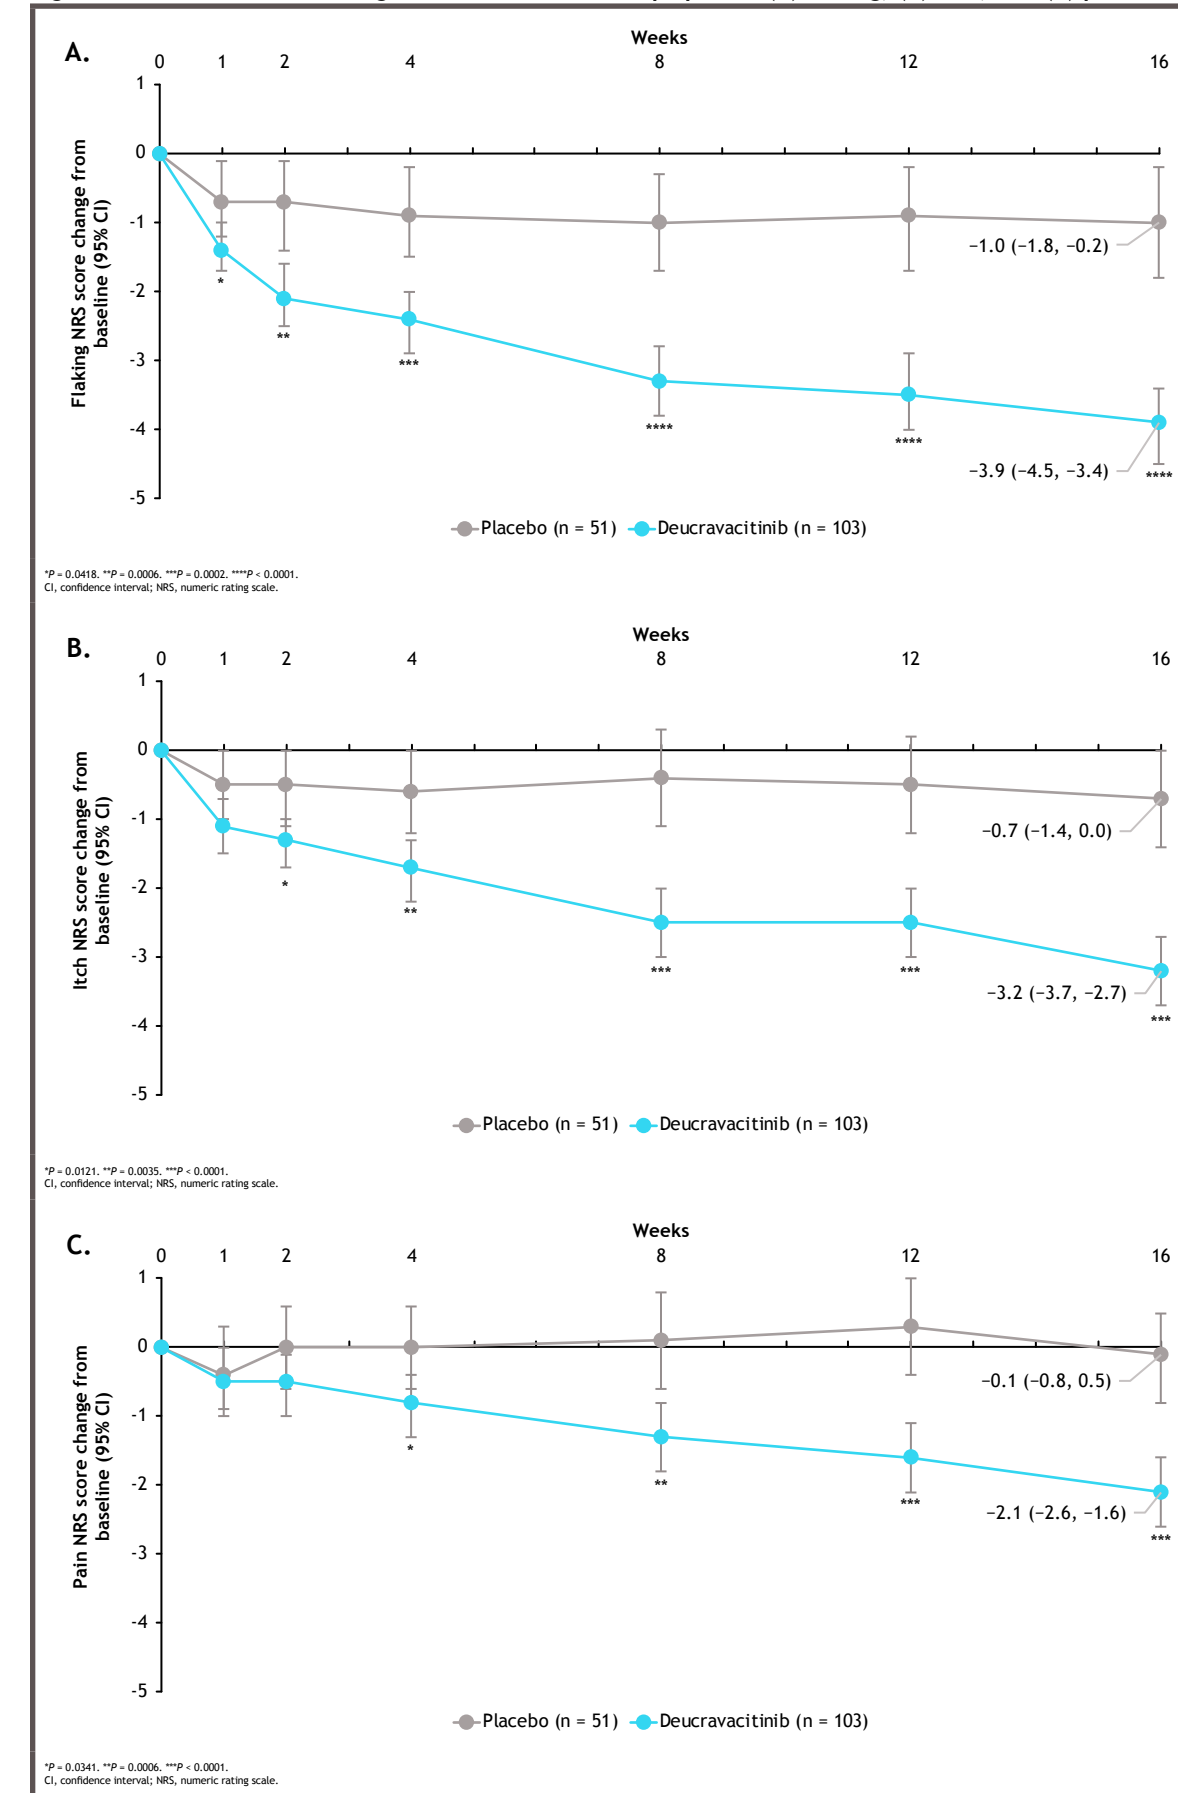 A.
Weeks
0 1 2 4 8 12 16
1
0
-1
-2
-3
-4
-5
Flaking NRS score change from
baseline (95% CI)
−1.0 (−1.8, −0.2)
*
**
***
****
****
−3.9 (−4.5, −3.4)
****
Placebo (n = 51) Deucravacitinib (n = 103)
*P = 0.0418. **P = 0.0006. ***P = 0.0002. ****P < 0.0001.
CI, confidence interval; NRS, numeric rating scale.
B.
Weeks
0 1 2 4 8 12 16
1
0
-1
-2
-3
-4
-5
Itch NRS score change from
baseline (95% CI)
−0.7 (−1.4, 0.0)
*
**
***
***
−3.2 (−3.7, −2.7)
***
Placebo (n = 51) Deucravacitinib (n = 103)
*P = 0.0121. **P = 0.0035. ***P < 0.0001.
CI, confidence interval; NRS, numeric rating scale.
C.
Weeks
0 1 2 4 8 12 16
1
0
-1
-2
-3
-4
-5
Pain NRS score change from
baseline (95% CI)
−0.1 (−0.8, 0.5)
*
**
***
−2.1 (−2.6, −1.6)
***
Placebo (n = 51) Deucravacitinib (n = 103)
*P = 0.0341. **P = 0.0006. ***P < 0.0001.
CI, confidence interval; NRS, numeric rating scale.